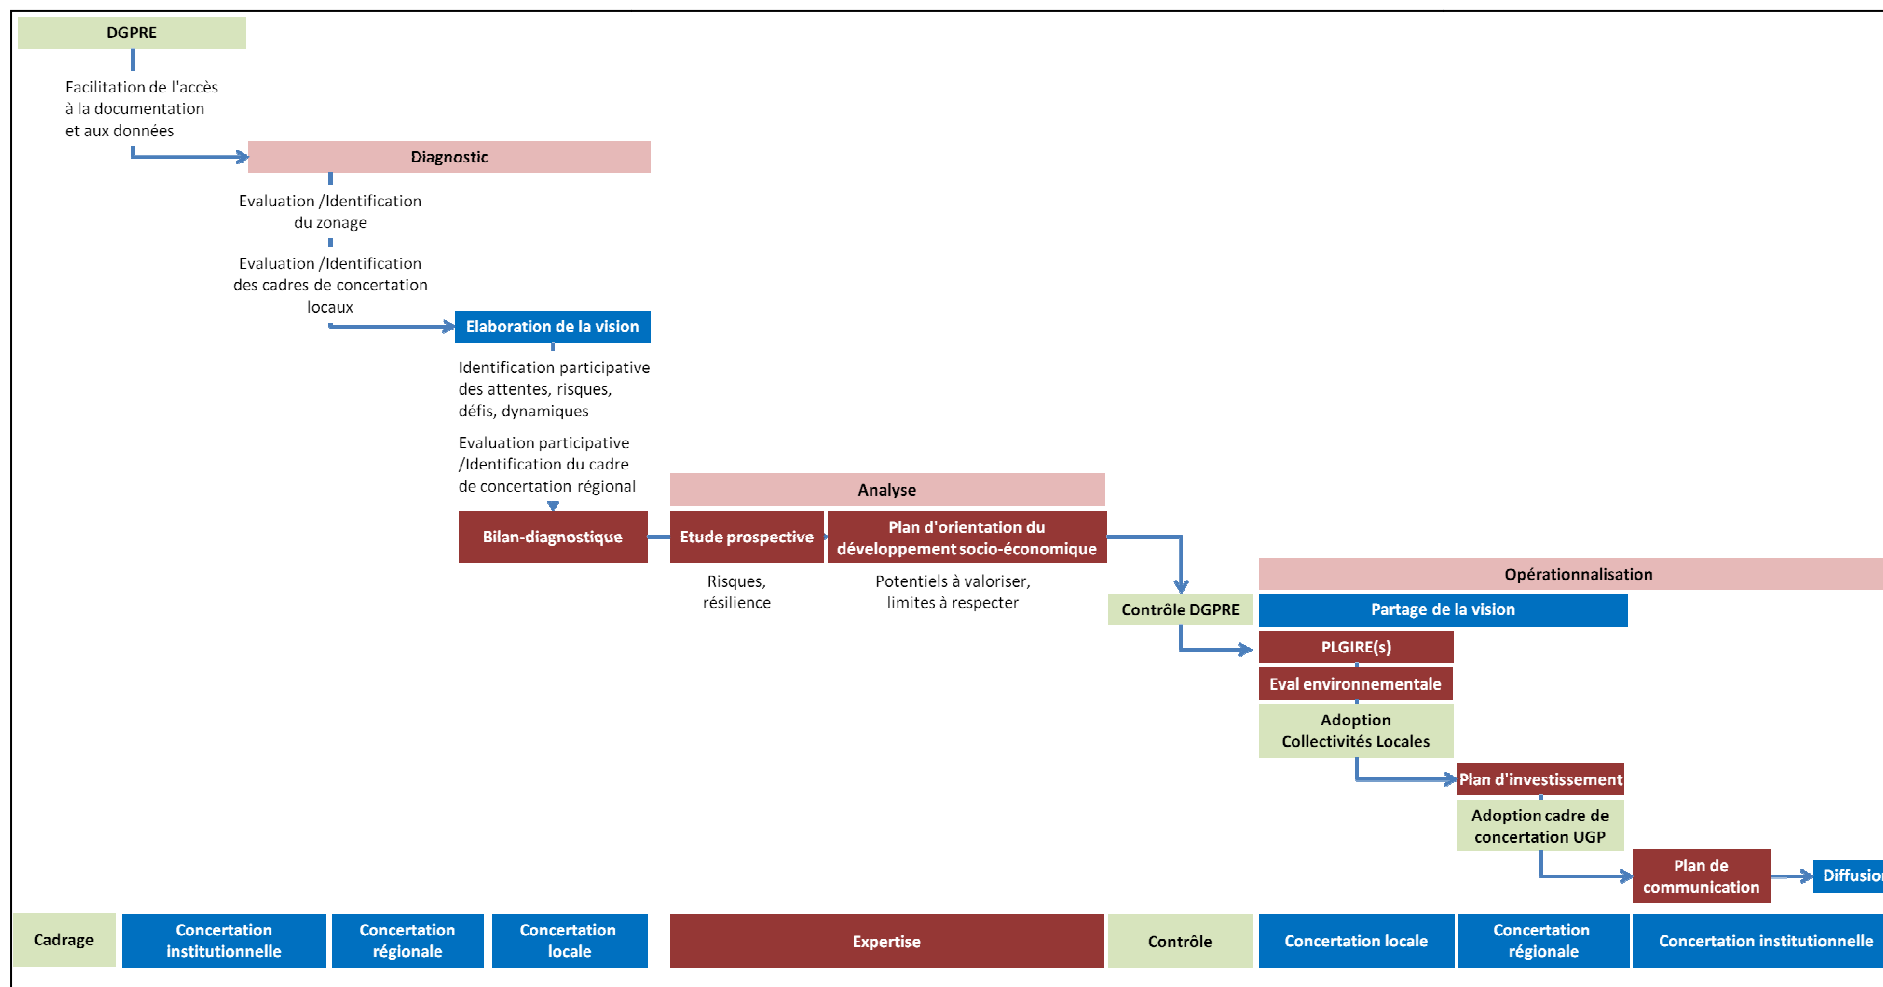 DGPRE
Facilitation de l'accès
à la documentation
et aux données
Diagnostic
Evaluation /Identification
du zonage
Evaluation /Identification
des cadres de concertation
locaux
Elaboration de la vision
Identification participative
des attentes, risques,
défis, dynamiques
Evaluation participative
/Identification du cadre
de concertation régional
Analyse
Bilan-diagnostique
Etude prospective
Plan d'orientation du
développement socio-économique
Risques,
résilience
Potentiels à valoriser,
limites à respecter
Contrôle DGPRE
Opérationnalisation
Partage de la vision
PLGIRE(s)
Eval environnementale
Adoption
Collectivités Locales
Plan d'investissement
Adoption cadre de
concertation UGP
Plan de
communication
Diffusion
Cadrage
Concertation
institutionnelle
Concertation
régionale
Concertation
locale
Expertise
Contrôle
Concertation locale
Concertation
régionale
Concertation institutionnelle